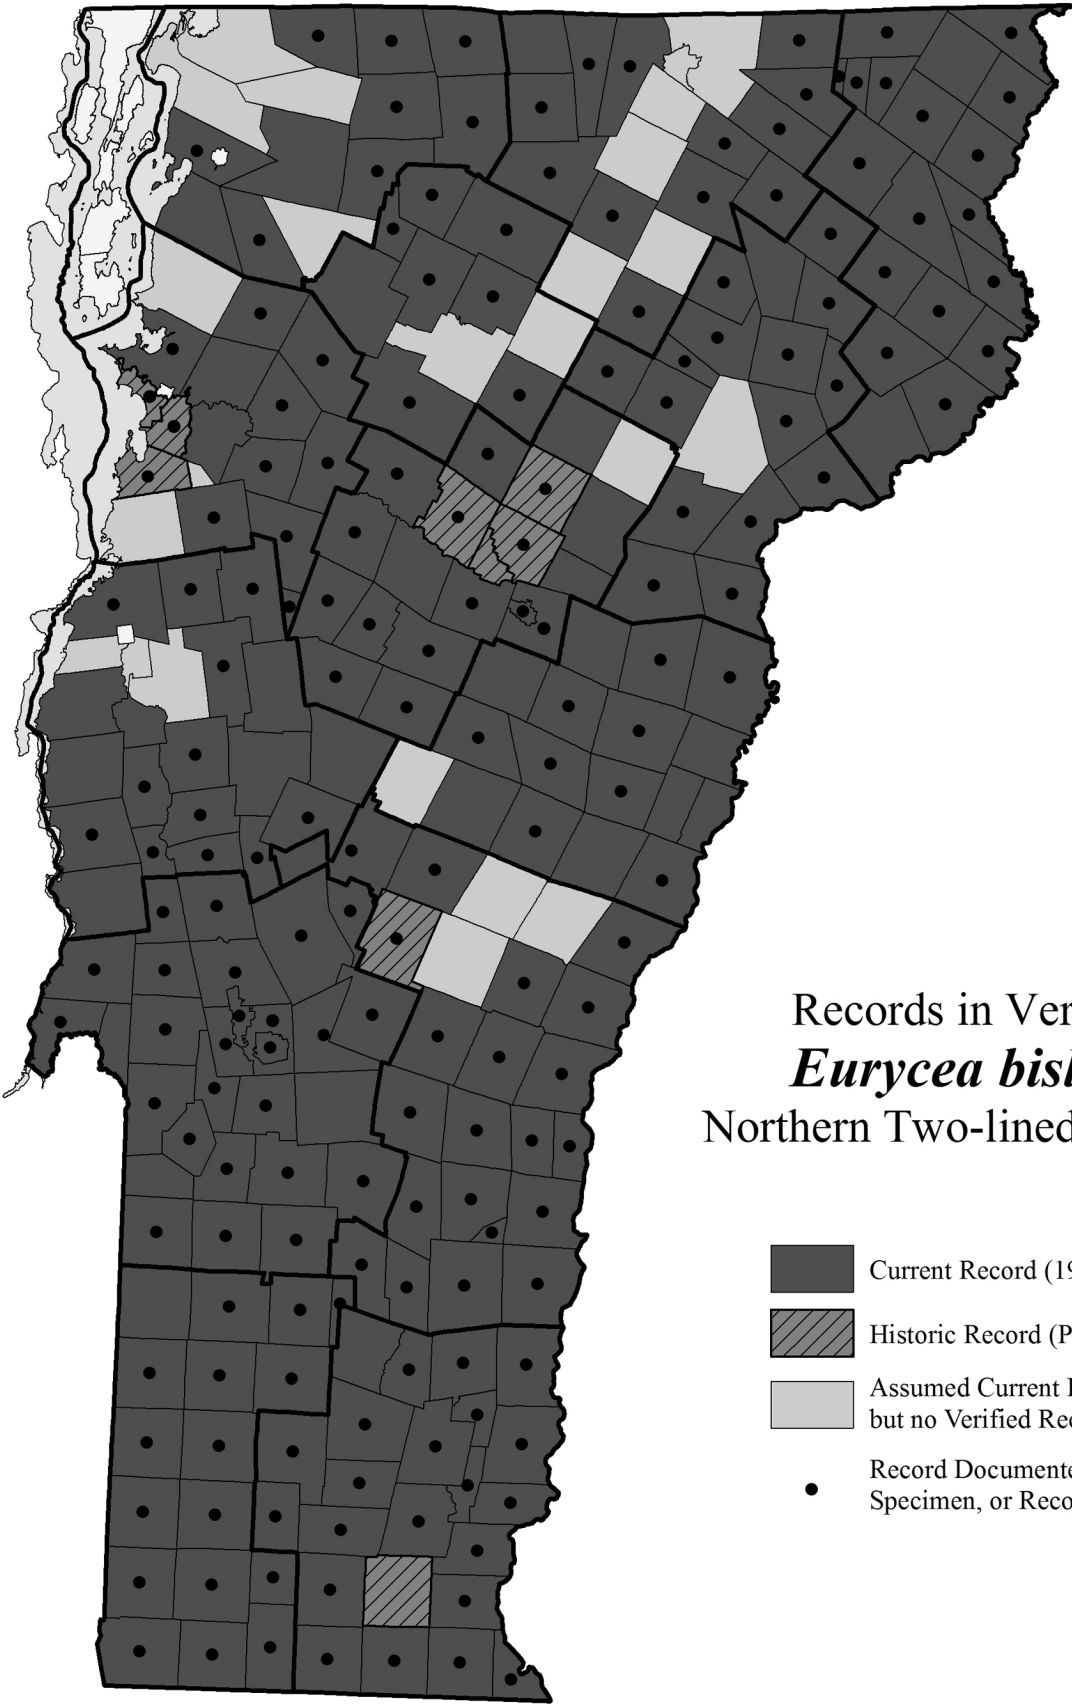 Records in Ver
Eurycea bisl
Northern Two-lined
Current Record (19
Historic Record (P
Assumed Current
but no Verified Rec
Record Documente
Specimen, or Reco